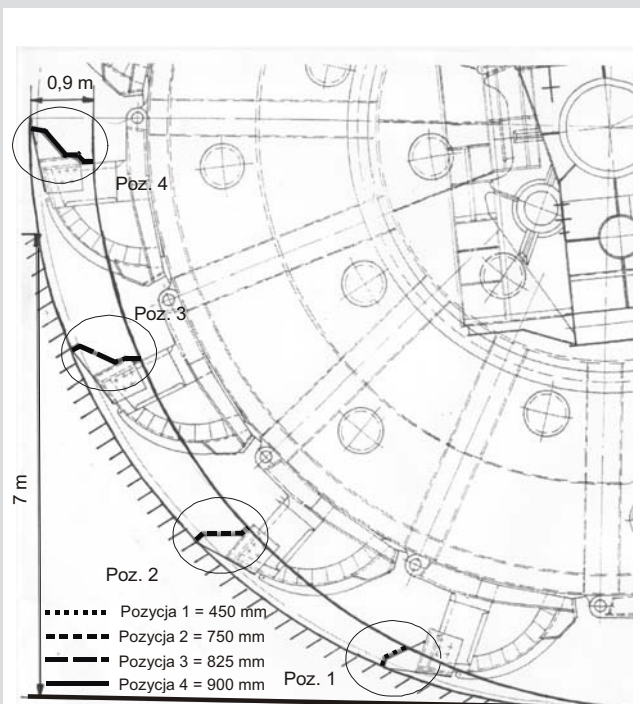 0,9 m
Poz. 4
Poz. 3
7 m
Poz. 2
Pozycja 1 = 450 mm
Pozycja 2 = 750 mm
Pozycja 3 = 825 mm
Pozycja 4 = 900 mm
Poz. 1